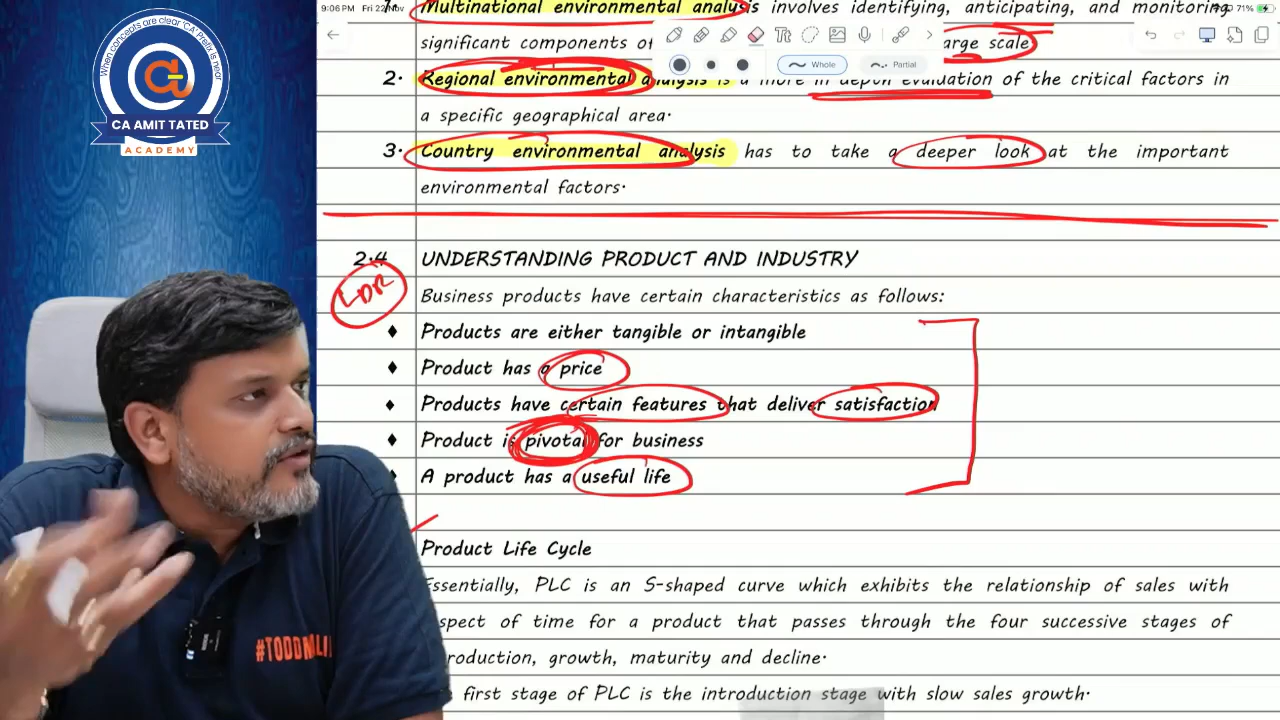 9:06 PM Fri 22 Nov
71%
When concepts are clear 'CA' Prefix is near
CA AMIT TATED
ACADEMY
1. Multinational environmental analysis involves identifying, anticipating, and monitoring
significant components of
large scale
Whole
Partial
2. Regional environmental analysis is a more in depth evaluation of the critical factors in
a specific geographical area.
3. Country environmental analysis has to take a deeper look at the important
environmental factors.
2.4 UNDERSTANDING PRODUCT AND INDUSTRY
LDR
Business products have certain characteristics as follows:
♦ Products are either tangible or intangible
♦ Product has a price
♦ Products have certain features that deliver satisfaction
♦ Product is pivotal for business
♦ A product has a useful life
Product Life Cycle
Essentially, PLC is an S-shaped curve which exhibits the relationship of sales with
respect of time for a product that passes through the four successive stages of
introduction, growth, maturity and decline.
first stage of PLC is the introduction stage with slow sales growth.